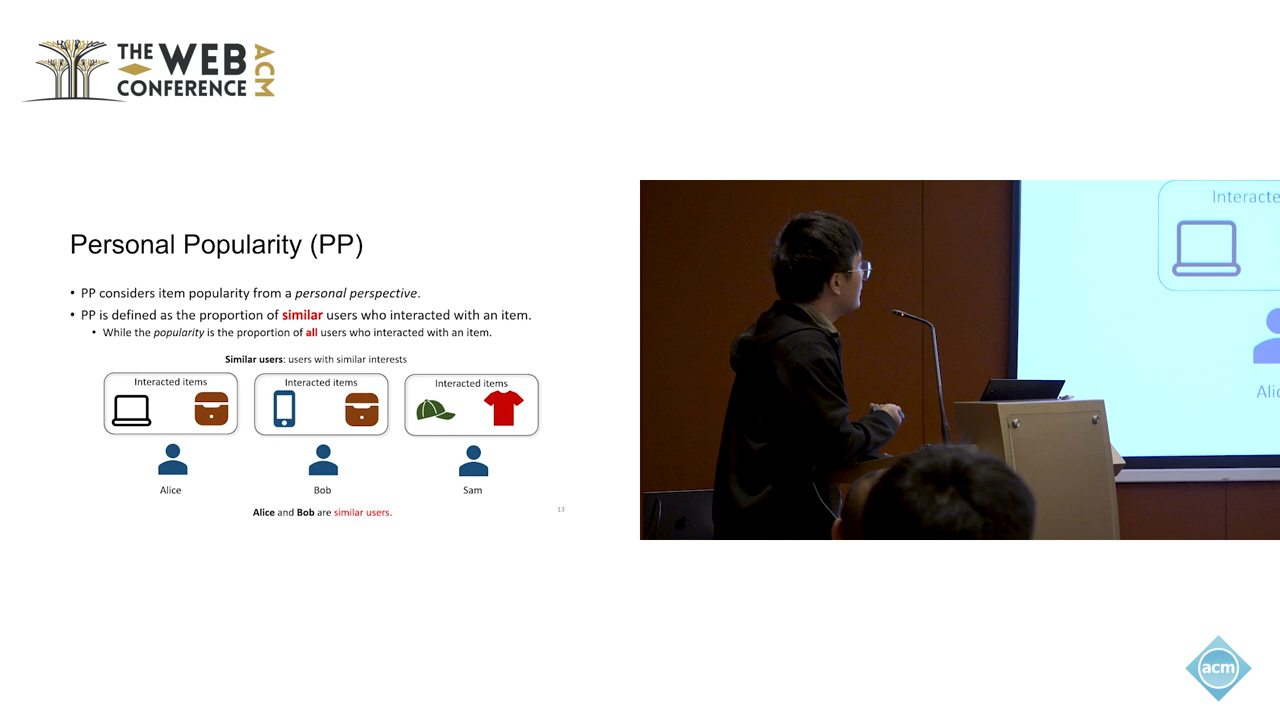 THE WEB
CONFERENCE
ACM
Personal Popularity (PP)
• PP considers item popularity from a personal perspective.
• PP is defined as the proportion of similar users who interacted with an item.
• While the popularity is the proportion of all users who interacted with an item.
Similar users: users with similar interests
Interacted items
Interacted items
Interacted items
Alice
Bob
Sam
Alice and Bob are similar users.
13
Interacte
Alic
acm